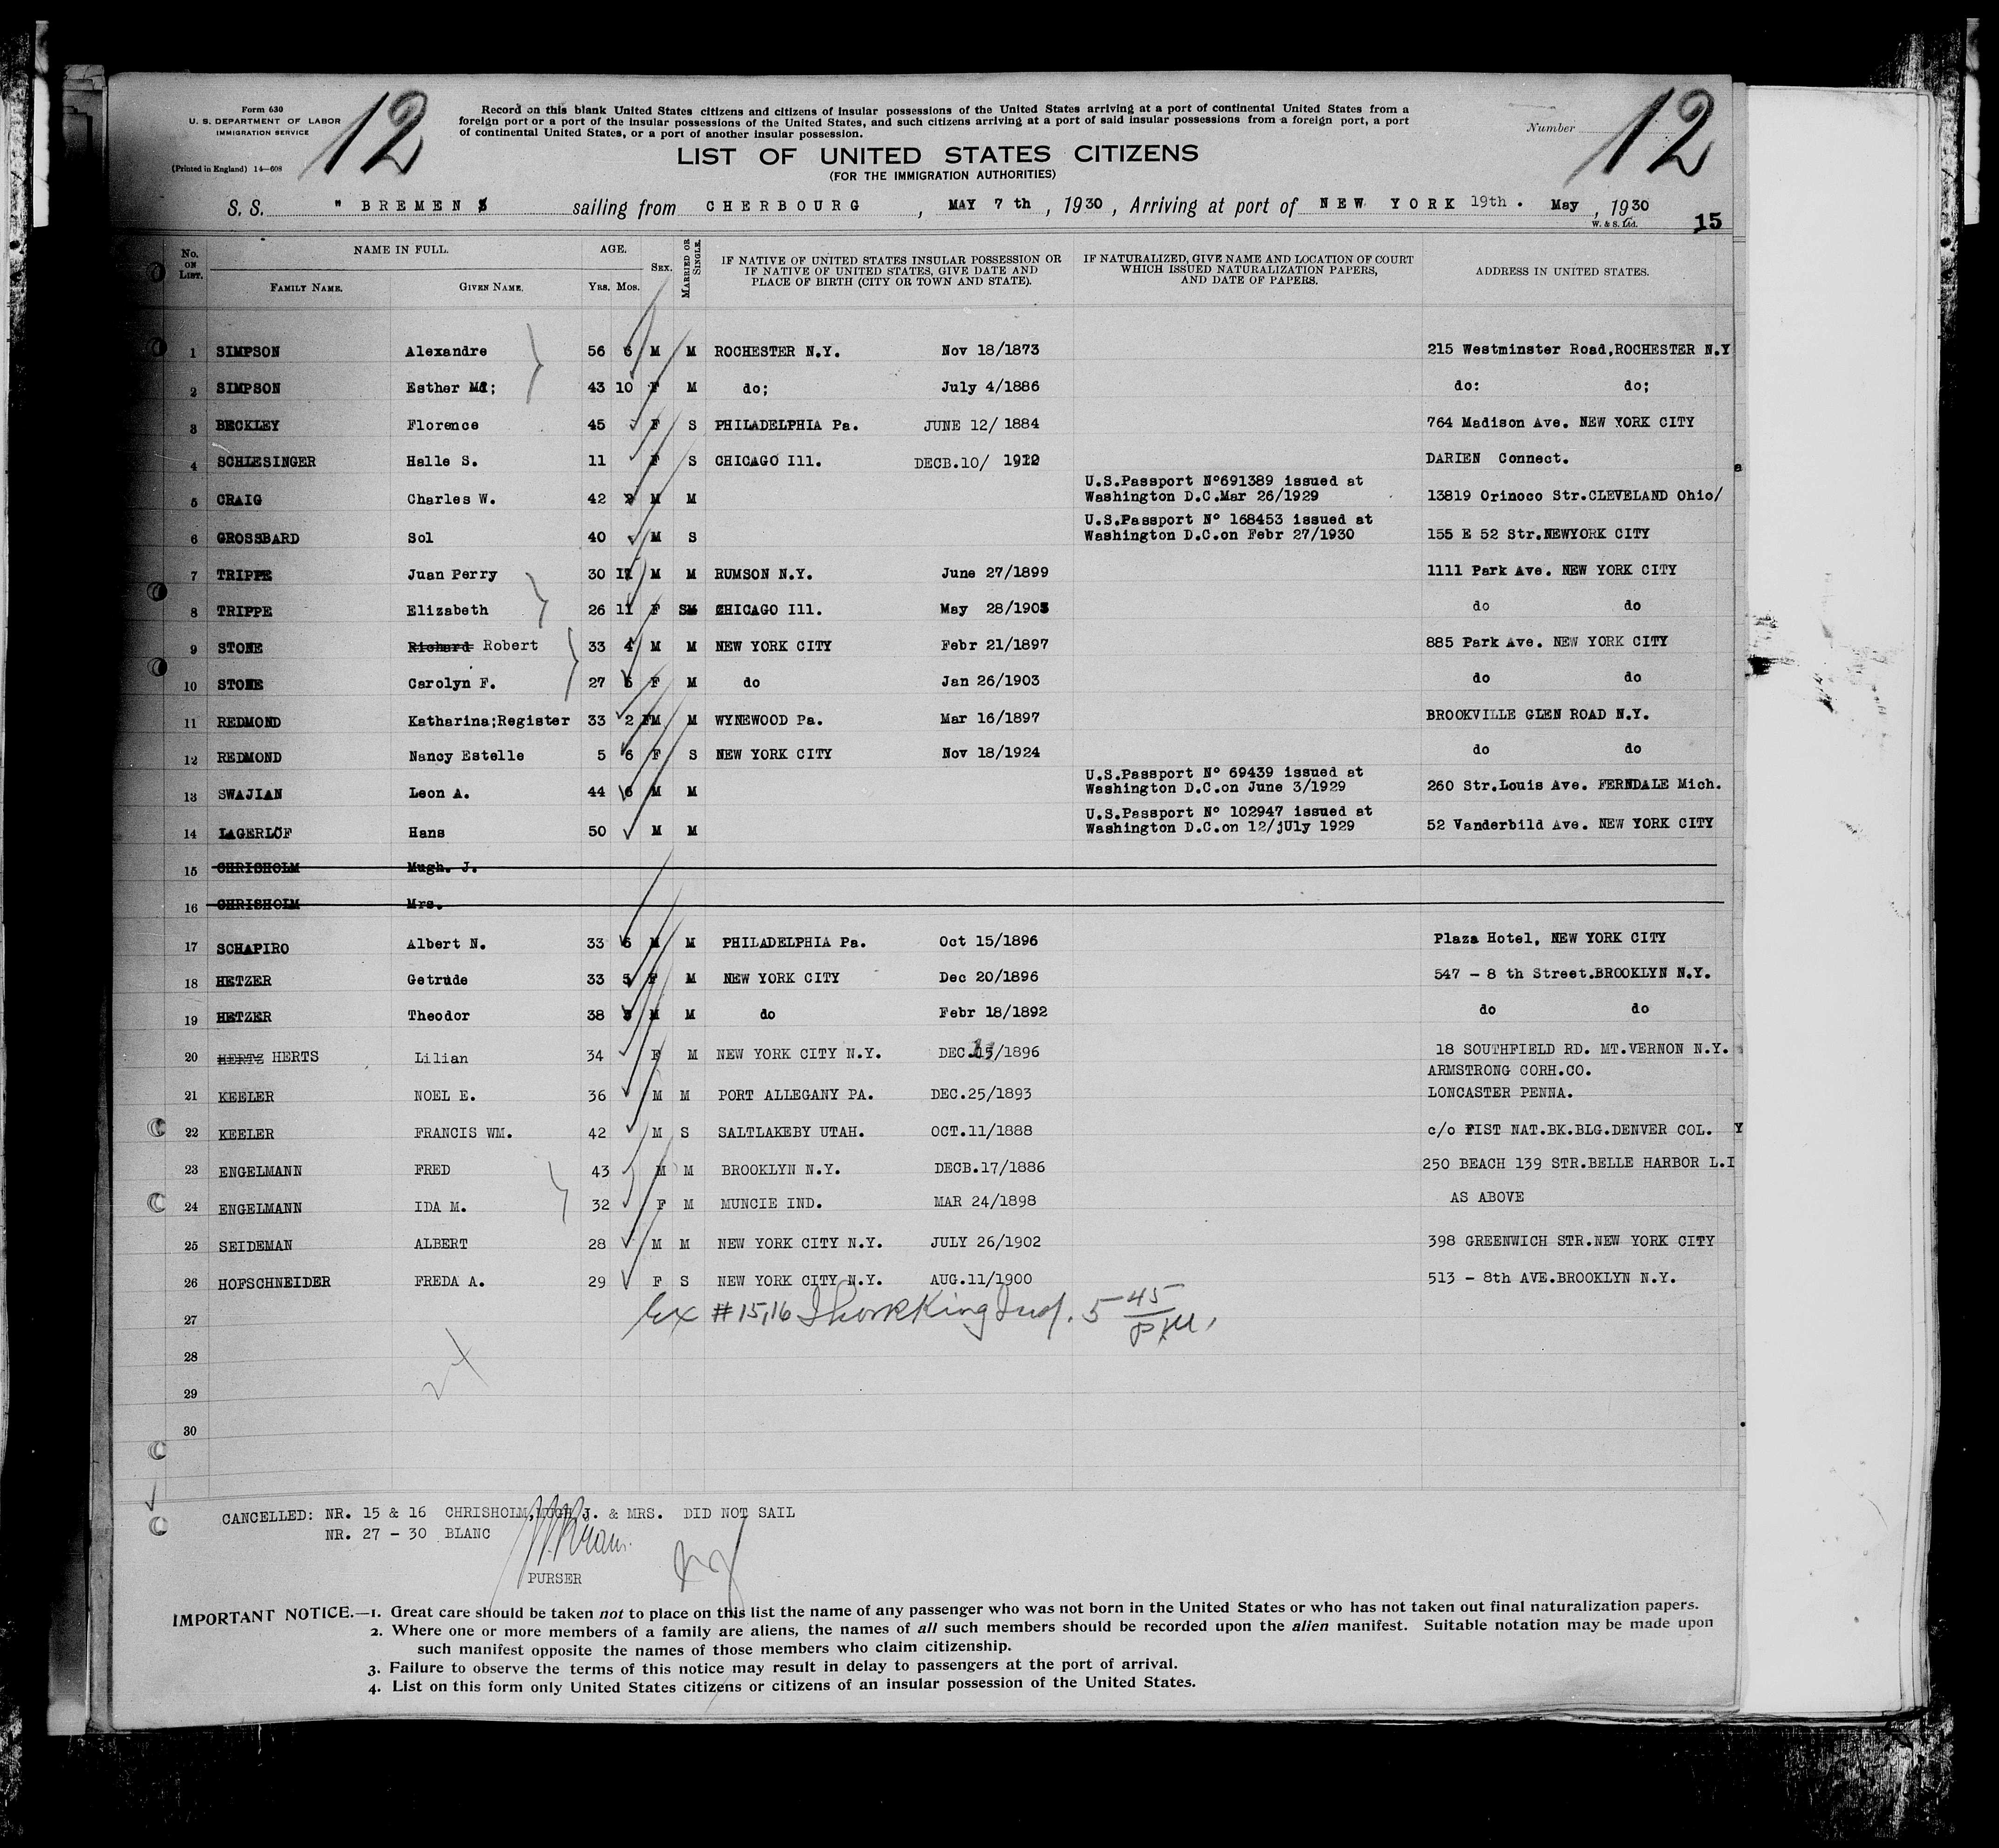 Form 630
U. S. DEPARTMENT OF LABOR
IMMIGRATION SERVICE
(Printed in England) 14—608
12
Record on this blank United States citizens and citizens of insular possessions of the United States arriving at a port of continental United States from a
foreign port or a port of the insular possessions of the United States, and such citizens arriving at a port of said insular possessions from a foreign port, a port
of continental United States, or a port of another insular possession.
Number 12
LIST OF UNITED STATES CITIZENS
(FOR THE IMMIGRATION AUTHORITIES)
S. S. " BREMEN sailing from CHERBOURG, MAY 7 th, 1930, Arriving at port of NEW YORK 19th. May, 1930
W. & S. Ltd. 15
No. ON LIST. NAME IN FULL. AGE. SEX. MARRIED OR SINGLE. IF NATIVE OF UNITED STATES INSULAR POSSESSION OR IF NATIVE OF UNITED STATES, GIVE DATE AND PLACE OF BIRTH (CITY OR TOWN AND STATE). IF NATURALIZED, GIVE NAME AND LOCATION OF COURT WHICH ISSUED NATURALIZATION PAPERS, AND DATE OF PAPERS. ADDRESS IN UNITED STATES.
FAMILY NAME. GIVEN NAME. YRS. MOS.
1 SIMPSON Alexandre 56 6 M M ROCHESTER N.Y. Nov 18/1873 215 Westminster Road,ROCHESTER N.Y
2 SIMPSON Esther Md; 43 10 F M do; July 4/1886 do: do;
3 BECKLEY Florence 45 F S PHILADELPHIA Pa. JUNE 12/ 1884 764 Madison Ave. NEW YORK CITY
4 SCHLESINGER Halle S. 11 F S CHICAGO Ill. DECB.10/ DARIEN Connect.
5 CRAIG Charles W. 42 2 M M U.S.Passport Nº691389 issued at Washington D.C.Mar 26/1929 13819 Orinoco Str.CLEVELAND Ohio/
6 GROSSBARD Sol 40 M S U.S.Passport Nº 168453 issued at Washington D.C.on Febr 27/1930 155 E 52 Str.NEWYORK CITY
7 TRIPPE Juan Perry 30 M M RUMSON N.Y. June 27/1899 1111 Park Ave. NEW YORK CITY
8 TRIPPE Elizabeth 26 11 F CHICAGO Ill. May 28/1903 do do
9 STONE Richard Robert 33 4 M M NEW YORK CITY Febr 21/1897 885 Park Ave. NEW YORK CITY
10 STONE Carolyn F. 27 F M do Jan 26/1903 do do
11 REDMOND Katharina;Register 33 2 FM M WYNEWOOD Pa. Mar 16/1897 BROOKVILLE GLEN ROAD N.Y.
12 REDMOND Nancy Estelle 5 6 F S NEW YORK CITY Nov 18/1924 do do
13 SWAJIAN Leon A. 44 6 M M U.S.Passport Nº 69439 issued at Washington D.C.on June 3/1929 260 Str.Louis Ave. FERNDALE Mich.
14 LAGERLÖF Hans 50 M M U.S.Passport Nº 102947 issued at Washington D.C.on 12/jUly 1929 52 Vanderbild Ave. NEW YORK CITY
15 CHRISHOLM Mugh. J.
16 CHRISHOLM Mrs.
17 SCHAPIRO Albert N. 33 6 M M PHILADELPHIA Pa. Oct 15/1896 Plaza Hotel, NEW YORK CITY
18 HETZER Getrude 33 5 F M NEW YORK CITY Dec 20/1896 547 - 8 th Street.BROOKLYN N.Y.
19 HETZER Theodor 38 3 M M do Febr 18/1892 do do
20 HERTZ HERTS Lilian 34 F M NEW YORK CITY N.Y. DEC. /1896 18 SOUTHFIELD RD. MT.VERNON N.Y.
ARMSTRONG CORH.CO.
21 KEELER NOEL E. 36 M M PORT ALLEGANY PA. DEC.25/1893 LONCASTER PENNA.
22 KEELER FRANCIS WM. 42 M S SALTLAKEBY UTAH. OCT.11/1888 c/o FIST NAT.BK.BLG.DENVER COL. Y
23 ENGELMANN FRED 43 M M BROOKLYN N.Y. DECB.17/1886 250 BEACH 139 STR.BELLE HARBOR L.I
24 ENGELMANN IDA M. 32 F M MUNCIE IND. MAR 24/1898 AS ABOVE
25 SEIDEMAN ALBERT 28 M M NEW YORK CITY N.Y. JULY 26/1902 398 GREENWICH STR.NEW YORK CITY
26 HOFSCHNEIDER FREDA A. 29 F S NEW YORK CITY N.Y. AUG.11/1900 513 - 8th AVE.BROOKLYN N.Y.
27 Ex #15,16 King Insp. 5 45 P.M.
28
29
30
CANCELLED: NR. 15 & 16 CHRISHOLM,MUGH J. & MRS. DID NOT SAIL
NR. 27 - 30 BLANC
PURSER
IMPORTANT NOTICE.—1. Great care should be taken not to place on this list the name of any passenger who was not born in the United States or who has not taken out final naturalization papers.
2. Where one or more members of a family are aliens, the names of all such members should be recorded upon the alien manifest. Suitable notation may be made upon
such manifest opposite the names of those members who claim citizenship.
3. Failure to observe the terms of this notice may result in delay to passengers at the port of arrival.
4. List on this form only United States citizens or citizens of an insular possession of the United States.